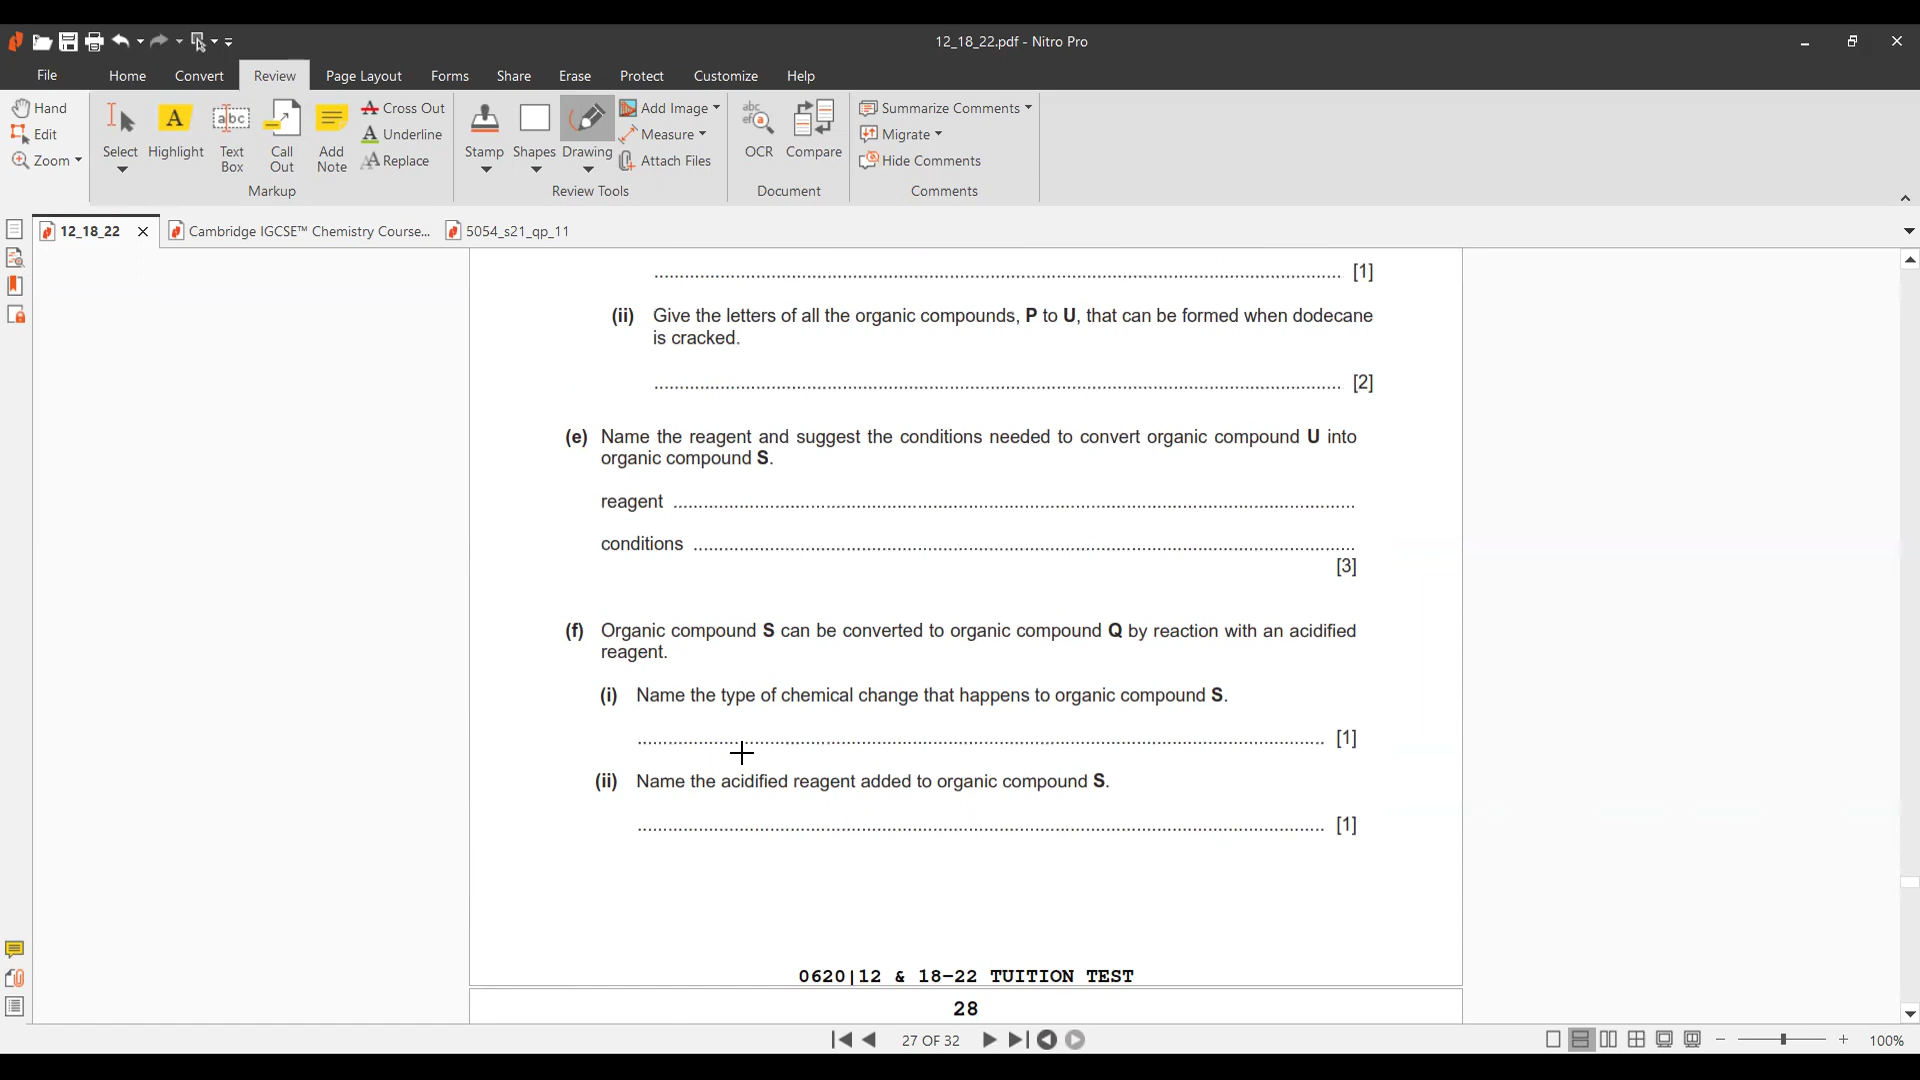 12_18_22.pdf - Nitro Pro
File Home Convert Review Page Layout Forms Share Erase Protect Customize Help
Hand
Edit
Zoom
Select
Highlight
Text Box
Call Out
Add Note
Cross Out
Underline
Replace
Markup
Stamp
Shapes
Drawing
Add Image
Measure
Attach Files
Review Tools
OCR
Compare
Document
Summarize Comments
Migrate
Hide Comments
Comments
12_18_22 Cambridge IGCSE™ Chemistry Course... 5054_s21_qp_11
.......................................................................................................................................... [1]
(ii) Give the letters of all the organic compounds, P to U, that can be formed when dodecane
is cracked.
.......................................................................................................................................... [2]
(e) Name the reagent and suggest the conditions needed to convert organic compound U into
organic compound S.
reagent ..........................................................................................................................................
conditions ......................................................................................................................................
[3]
(f) Organic compound S can be converted to organic compound Q by reaction with an acidified
reagent.
(i) Name the type of chemical change that happens to organic compound S.
.......................................................................................................................................... [1]
(ii) Name the acidified reagent added to organic compound S.
.......................................................................................................................................... [1]
0620|12 & 18-22 TUITION TEST
28
27 OF 32
100%